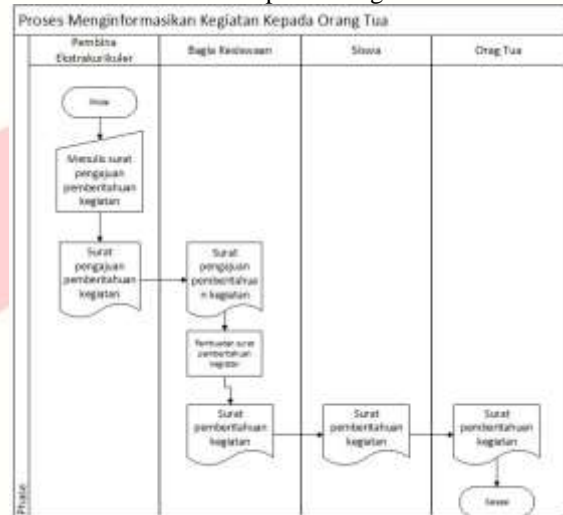 Proses Menginformasikan Kegiatan Kepada Orang Tua
Pembina
Ekstrakurikuler
Bagia Kesiswaan
Siswa
Orag Tua
Menulis surat
pengajuan
pemberitahuan
kegiatan
Surat
pengajuan
pemberitahuan
kegiatan
Surat
pengajuan
pemberitahua
n kegiatan
Pembuatan surat
pemberitahuan
kegiatan
Surat
pemberitahuan
kegiatan
Surat
pemberitahuan
kegiatan
Surat
pemberitahuan
kegiatan
Selesai
Phase